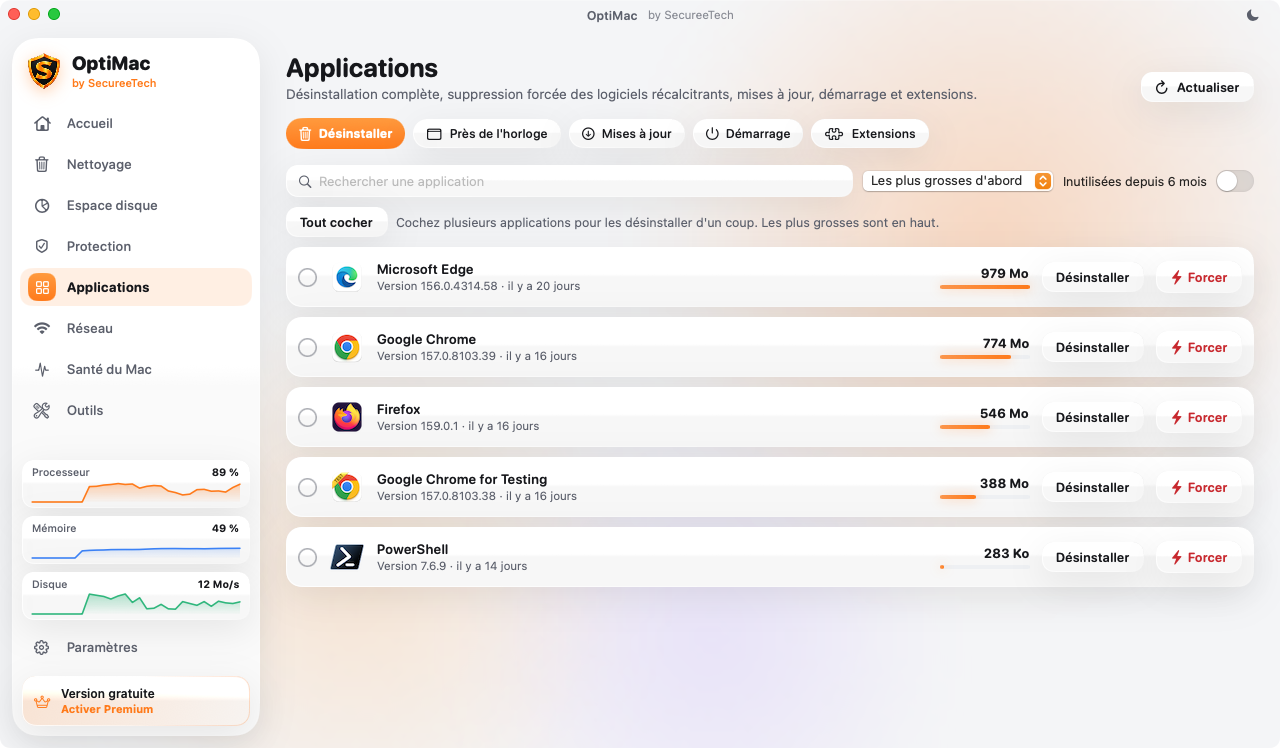 OptiMac by SecureeTech
OptiMac
by SecureeTech
Accueil
Nettoyage
Espace disque
Protection
Applications
Réseau
Santé du Mac
Outils
Processeur 89 %
Mémoire 49 %
Disque 12 Mo/s
Paramètres
Version gratuite
Activer Premium
Applications
Désinstallation complète, suppression forcée des logiciels récalcitrants, mises à jour, démarrage et extensions.
Actualiser
Désinstaller Près de l'horloge Mises à jour Démarrage Extensions
Rechercher une application Les plus grosses d'abord Inutilisées depuis 6 mois
Tout cocher Cochez plusieurs applications pour les désinstaller d'un coup. Les plus grosses sont en haut.
Microsoft Edge
Version 156.0.4314.58 · il y a 20 jours
979 Mo Désinstaller Forcer
Google Chrome
Version 157.0.8103.39 · il y a 16 jours
774 Mo Désinstaller Forcer
Firefox
Version 159.0.1 · il y a 16 jours
546 Mo Désinstaller Forcer
Google Chrome for Testing
Version 157.0.8103.38 · il y a 16 jours
388 Mo Désinstaller Forcer
PowerShell
Version 7.6.9 · il y a 14 jours
283 Ko Désinstaller Forcer